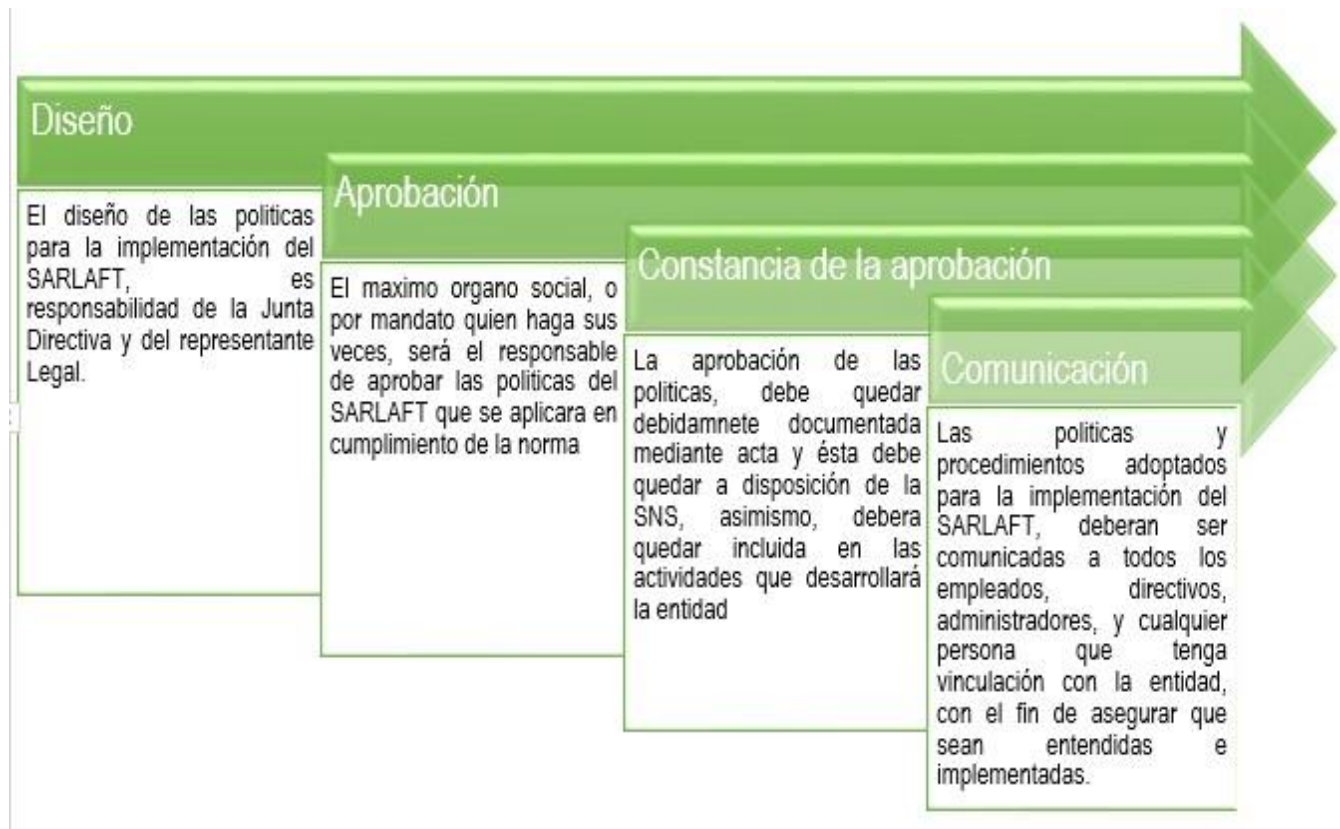 Diseño
El diseño de las politicas
para la implementación del
SARLAFT, es
responsabilidad de la Junta
Directiva y del representante
Legal.
Aprobación
El maximo organo social, o
por mandato quien haga sus
veces, será el responsable
de aprobar las politicas del
SARLAFT que se aplicara en
cumplimiento de la norma
Constancia de la aprobación
La aprobación de las
politicas, debe quedar
debidamnete documentada
mediante acta y ésta debe
quedar a disposición de la
SNS, asimismo, debera
quedar incluida en las
actividades que desarrollará
la entidad
Comunicación
Las politicas y
procedimientos adoptados
para la implementación del
SARLAFT, deberan ser
comunicadas a todos los
empleados, directivos,
administradores, y cualquier
persona que tenga
vinculación con la entidad,
con el fin de asegurar que
sean entendidas e
implementadas.